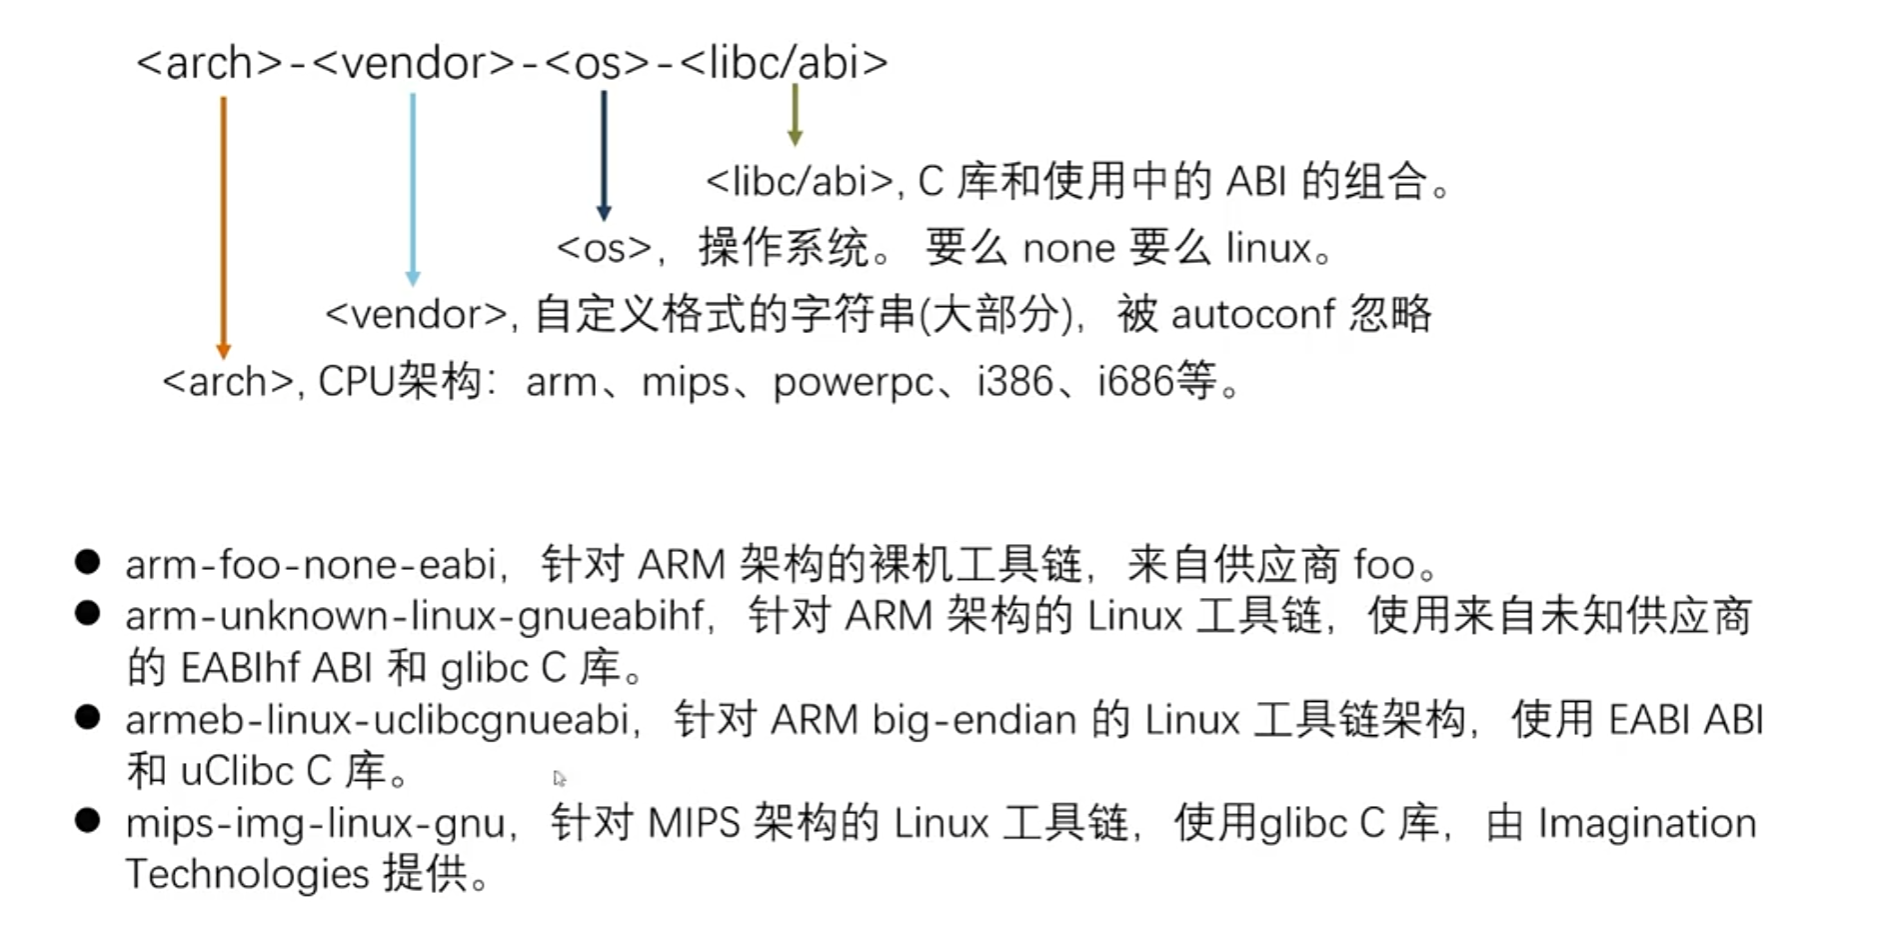 <arch>-<vendor>-<os>-<libc/abi>
<libc/abi>, C 库和使用中的 ABI 的组合。
<os>，操作系统。 要么 none 要么 linux。
<vendor>, 自定义格式的字符串(大部分)，被 autoconf 忽略
<arch>, CPU架构：arm、mips、powerpc、i386、i686等。
● arm-foo-none-eabi，针对 ARM 架构的裸机工具链，来自供应商 foo。
● arm-unknown-linux-gnueabihf，针对 ARM 架构的 Linux 工具链，使用来自未知供应商
的 EABIhf ABI 和 glibc C 库。
● armeb-linux-uclibcgnueabi，针对 ARM big-endian 的 Linux 工具链架构，使用 EABI ABI
和 uClibc C 库。
● mips-img-linux-gnu，针对 MIPS 架构的 Linux 工具链，使用glibc C 库，由 Imagination
Technologies 提供。